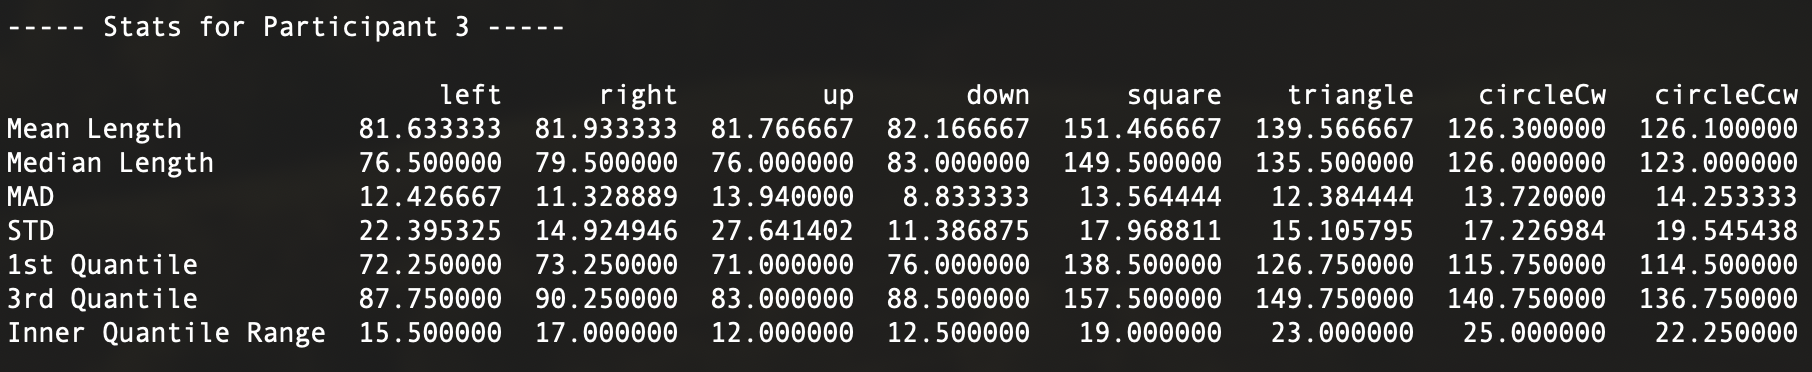 ----- Stats for Participant 3 -----
left right up down square triangle circleCw circleCcw
Mean Length 81.633333 81.933333 81.766667 82.166667 151.466667 139.566667 126.300000 126.100000
Median Length 76.500000 79.500000 76.000000 83.000000 149.500000 135.500000 126.000000 123.000000
MAD 12.426667 11.328889 13.940000 8.833333 13.564444 12.384444 13.720000 14.253333
STD 22.395325 14.924946 27.641402 11.386875 17.968811 15.105795 17.226984 19.545438
1st Quantile 72.250000 73.250000 71.000000 76.000000 138.500000 126.750000 115.750000 114.500000
3rd Quantile 87.750000 90.250000 83.000000 88.500000 157.500000 149.750000 140.750000 136.750000
Inner Quantile Range 15.500000 17.000000 12.000000 12.500000 19.000000 23.000000 25.000000 22.250000